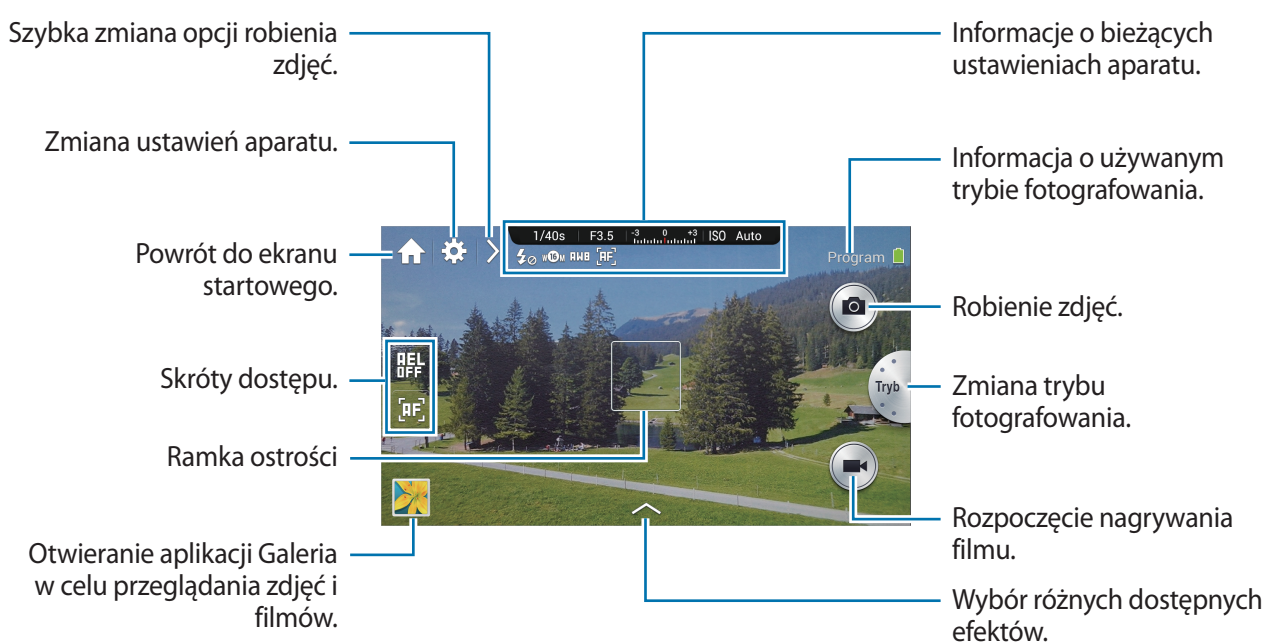 Szybka zmiana opcji robienia
zdjęć.
Zmiana ustawień aparatu.
Powrót do ekranu
startowego.
Skróty dostępu.
Ramka ostrości
Otwieranie aplikacji Galeria
w celu przeglądania zdjęć i
filmów.
1/40s F3.5 -3 0 +3 ISO Auto
W16M AWB [AF]
Program
AEL
OFF
[AF]
Tryb
Informacje o bieżących
ustawieniach aparatu.
Informacja o używanym
trybie fotografowania.
Robienie zdjęć.
Zmiana trybu
fotografowania.
Rozpoczęcie nagrywania
filmu.
Wybór różnych dostępnych
efektów.